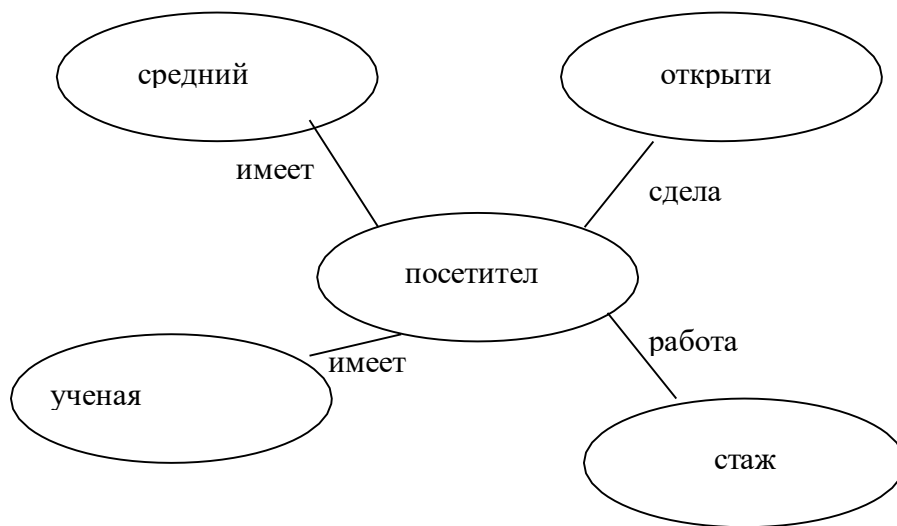 средний
открыти
имеет
сдела
посетител
имеет
работа
ученая
стаж